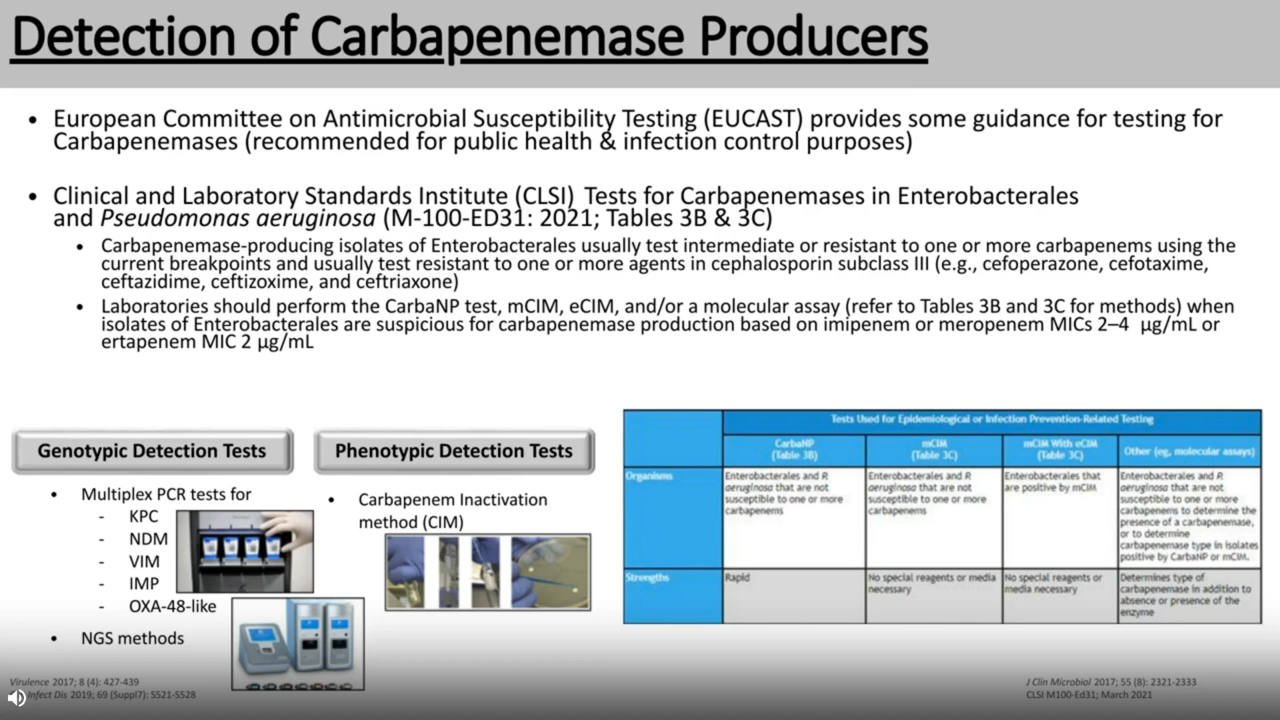 Detection of Carbapenemase Producers
• European Committee on Antimicrobial Susceptibility Testing (EUCAST) provides some guidance for testing for
Carbapenemases (recommended for public health & infection control purposes)
• Clinical and Laboratory Standards Institute (CLSI) Tests for Carbapenemases in Enterobacterales
and Pseudomonas aeruginosa (M-100-ED31: 2021; Tables 3B & 3C)
• Carbapenemase-producing isolates of Enterobacterales usually test intermediate or resistant to one or more carbapenems using the
current breakpoints and usually test resistant to one or more agents in cephalosporin subclass III (e.g., cefoperazone, cefotaxime,
ceftazidime, ceftizoxime, and ceftriaxone)
• Laboratories should perform the CarbaNP test, mCIM, eCIM, and/or a molecular assay (refer to Tables 3B and 3C for methods) when
isolates of Enterobacterales are suspicious for carbapenemase production based on imipenem or meropenem MICs 2–4 µg/mL or
ertapenem MIC 2 µg/mL
Genotypic Detection Tests
• Multiplex PCR tests for
- KPC
- NDM
- VIM
- IMP
- OXA-48-like
• NGS methods
Phenotypic Detection Tests
• Carbapenem Inactivation
method (CIM)
Tests Used for Epidemiological or Infection Prevention-Related Testing
CarbaNP
(Table 3B)
mCIM
(Table 3C)
mCIM With eCIM
(Table 3C)
Other (eg, molecular assays)
Organisms
Enterobacterales and P.
aeruginosa that are not
susceptible to one or more
carbapenems
Enterobacterales and P.
aeruginosa that are not
susceptible to one or more
carbapenems
Enterobacterales that
are positive by mCIM
Enterobacterales and P.
aeruginosa that are not
susceptible to one or more
carbapenems to determine the
presence of a carbapenemase,
or to determine
carbapenemase type in isolates
positive by CarbaNP or mCIM.
Strengths
Rapid
No special reagents or media
necessary
No special reagents or
media necessary
Determines type of
carbapenemase in addition to
absence or presence of the
enzyme
Virulence 2017; 8 (4): 427-439
Infect Dis 2019; 69 (Suppl7): S521-S528
J Clin Microbiol 2017; 55 (8): 2321-2333
CLSI M100-Ed31; March 2021